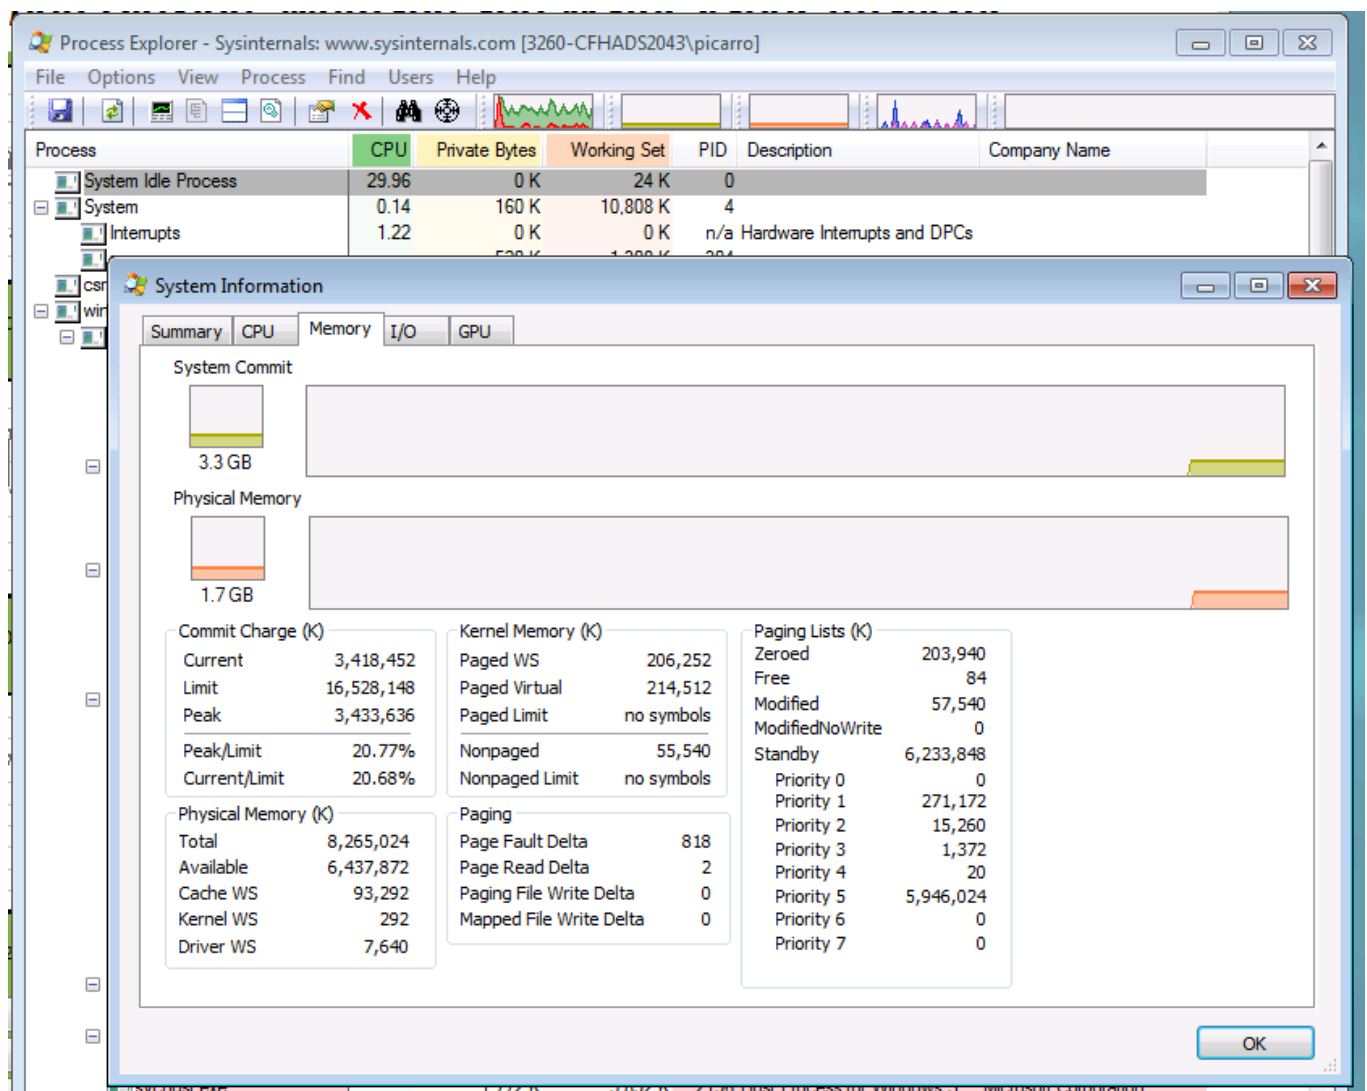 Process Explorer - Sysinternals: www.sysinternals.com [3260-CFHADS2043\picarro]
File Options View Process Find Users Help
Process CPU Private Bytes Working Set PID Description Company Name
System Idle Process 29.96 0 K 24 K 0
System 0.14 160 K 10,808 K 4
Interrupts 1.22 0 K 0 K n/a Hardware Interrupts and DPCs
csr
win
System Information
Summary CPU Memory I/O GPU
System Commit
3.3 GB
Physical Memory
1.7 GB
Commit Charge (K)
Current 3,418,452
Limit 16,528,148
Peak 3,433,636
Peak/Limit 20.77%
Current/Limit 20.68%
Physical Memory (K)
Total 8,265,024
Available 6,437,872
Cache WS 93,292
Kernel WS 292
Driver WS 7,640
Kernel Memory (K)
Paged WS 206,252
Paged Virtual 214,512
Paged Limit no symbols
Nonpaged 55,540
Nonpaged Limit no symbols
Paging
Page Fault Delta 818
Page Read Delta 2
Paging File Write Delta 0
Mapped File Write Delta 0
Paging Lists (K)
Zeroed 203,940
Free 84
Modified 57,540
ModifiedNoWrite 0
Standby 6,233,848
Priority 0 0
Priority 1 271,172
Priority 2 15,260
Priority 3 1,372
Priority 4 20
Priority 5 5,946,024
Priority 6 0
Priority 7 0
OK